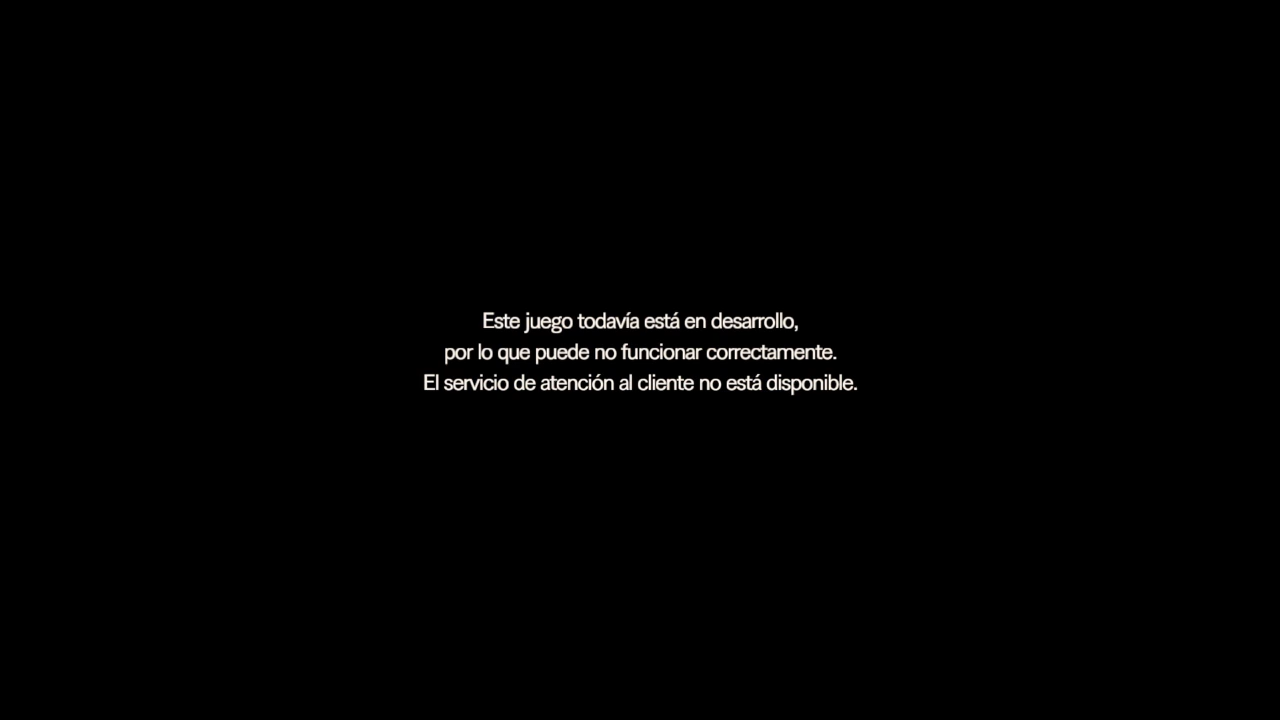 Este juego todavía está en desarrollo,
por lo que puede no funcionar correctamente.
El servicio de atención al cliente no está disponible.